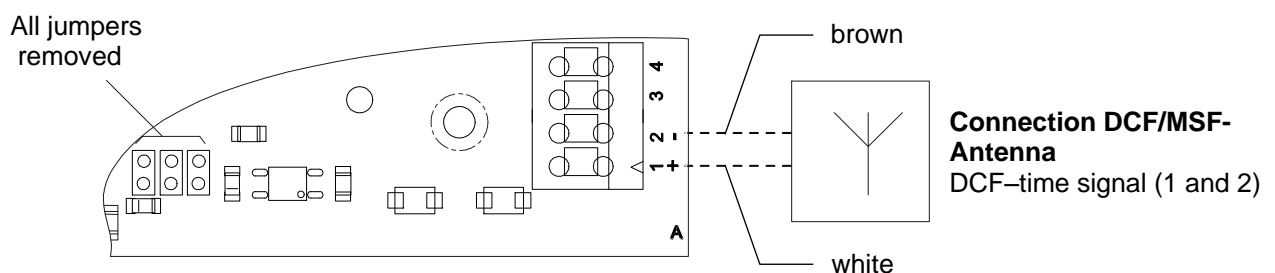 All jumpers
removed
4
3
2 -
1 +
A
brown
white
Connection DCF/MSF-
Antenna
DCF–time signal (1 and 2)